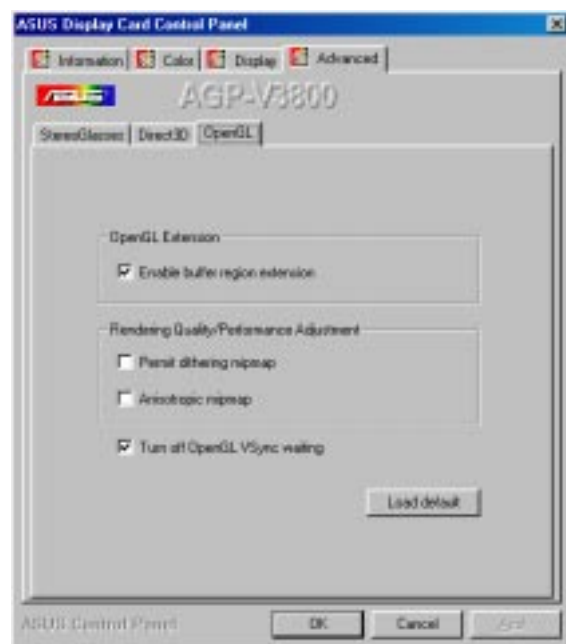 ASUS Display Card Control Panel
Information Color Display Advanced
ASUS AGP-V3800
StereoGlasses Direct3D OpenGL
OpenGL Extension
Enable buffer region extension
Rendering Quality/Performance Adjustment
Permit dithering mipmap
Anisotropic mipmap
Turn off OpenGL VSync waiting
Load default
ASUS Control Panel OK Cancel Apply